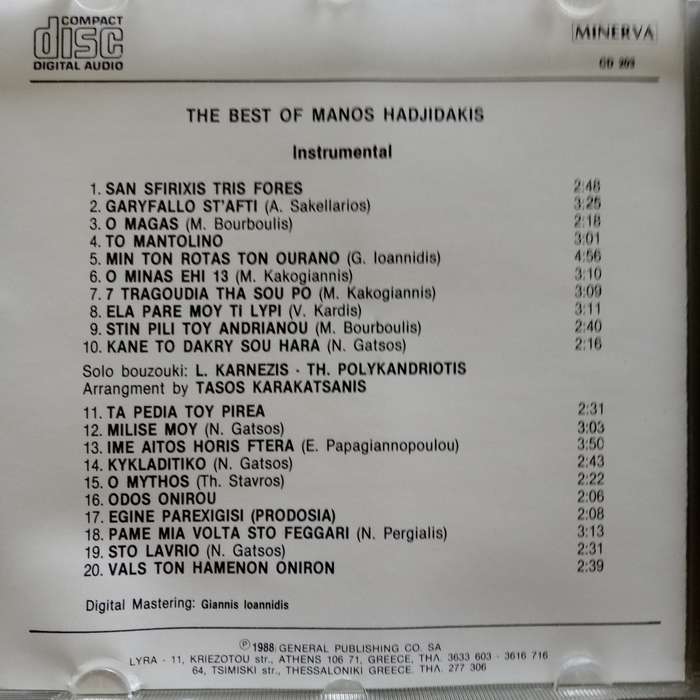 COMPACT
disc
DIGITAL AUDIO
MINERVA
CD 909
THE BEST OF MANOS HADJIDAKIS
Instrumental
1. SAN SFIRIXIS TRIS FORES 2:48
2. GARYFALLO ST'AFTI (A. Sakellarios) 3:25
3. O MAGAS (M. Bourboulis) 2:18
4. TO MANTOLINO 3:01
5. MIN TON ROTAS TON OURANO (G. Ioannidis) 4:56
6. O MINAS EHI 13 (M. Kakogiannis) 3:10
7. 7 TRAGOUDIA THA SOU PO (M. Kakogiannis) 3:09
8. ELA PARE MOY TI LYPI (V. Kardis) 3:11
9. STIN PILI TOY ANDRIANOU (M. Bourboulis) 2:40
10. KANE TO DAKRY SOU HARA (N. Gatsos) 2:16
Solo bouzouki: L. KARNEZIS - TH. POLYKANDRIOTIS
Arrangment by TASOS KARAKATSANIS
11. TA PEDIA TOY PIREA 2:31
12. MILISE MOY (N. Gatsos) 3:03
13. IME AITOS HORIS FTERA (E. Papagiannopoulou) 3:50
14. KYKLADITIKO (N. Gatsos) 2:43
15. O MYTHOS (Th. Stavros) 2:22
16. ODOS ONIROU 2:06
17. EGINE PAREXIGISI (PRODOSIA) 2:08
18. PAME MIA VOLTA STO FEGGARI (N. Pergialis) 3:13
19. STO LAVRIO (N. Gatsos) 2:31
20. VALS TON HAMENON ONIRON 2:39
Digital Mastering: Giannis Ioannidis
℗1988 GENERAL PUBLISHING CO. SA
LYRA - 11, KRIEZOTOU str., ATHENS 106 71, GREECE, ΤΗΛ. 3633 603 - 3616 716
64, TSIMISKI str., THESSALONIKI GREECE, ΤΗΛ. 277 306